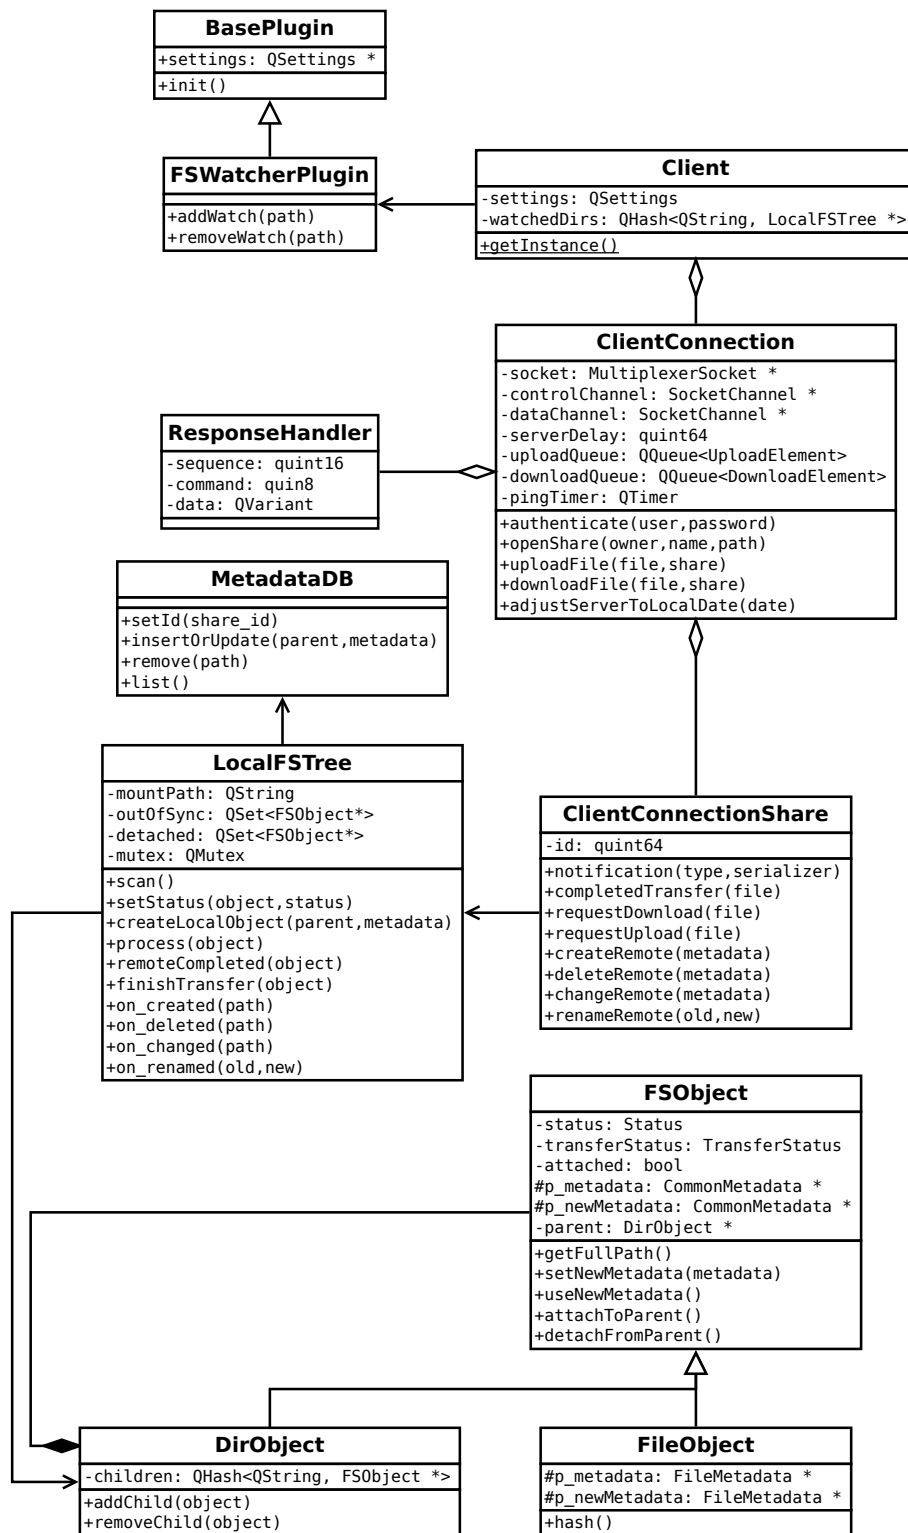 BasePlugin
+settings: QSettings *
+init()
FSWatcherPlugin
+addWatch(path)
+removeWatch(path)
Client
-settings: QSettings
-watchedDirs: QHash<QString, LocalFSTree *>
+getInstance()
ClientConnection
-socket: MultiplexerSocket *
-controlChannel: SocketChannel *
-dataChannel: SocketChannel *
-serverDelay: quint64
-uploadQueue: QQueue<UploadElement>
-downloadQueue: QQueue<DownloadElement>
-pingTimer: QTimer
+authenticate(user,password)
+openShare(owner,name,path)
+uploadFile(file,share)
+downloadFile(file,share)
+adjustServerToLocalDate(date)
ResponseHandler
-sequence: quint16
-command: quin8
-data: QVariant
MetadataDB
+setId(share_id)
+insertOrUpdate(parent,metadata)
+remove(path)
+list()
LocalFSTree
-mountPath: QString
-outOfSync: QSet<FSObject*>
-detached: QSet<FSObject*>
-mutex: QMutex
+scan()
+setStatus(object,status)
+createLocalObject(parent,metadata)
+process(object)
+remoteCompleted(object)
+finishTransfer(object)
+on_created(path)
+on_deleted(path)
+on_changed(path)
+on_renamed(old,new)
ClientConnectionShare
-id: quint64
+notification(type,serializer)
+completedTransfer(file)
+requestDownload(file)
+requestUpload(file)
+createRemote(metadata)
+deleteRemote(metadata)
+changeRemote(metadata)
+renameRemote(old,new)
FSObject
-status: Status
-transferStatus: TransferStatus
-attached: bool
#p_metadata: CommonMetadata *
#p_newMetadata: CommonMetadata *
-parent: DirObject *
+getFullPath()
+setNewMetadata(metadata)
+useNewMetadata()
+attachToParent()
+detachFromParent()
DirObject
-children: QHash<QString, FSObject *>
+addChild(object)
+removeChild(object)
FileObject
#p_metadata: FileMetadata *
#p_newMetadata: FileMetadata *
+hash()